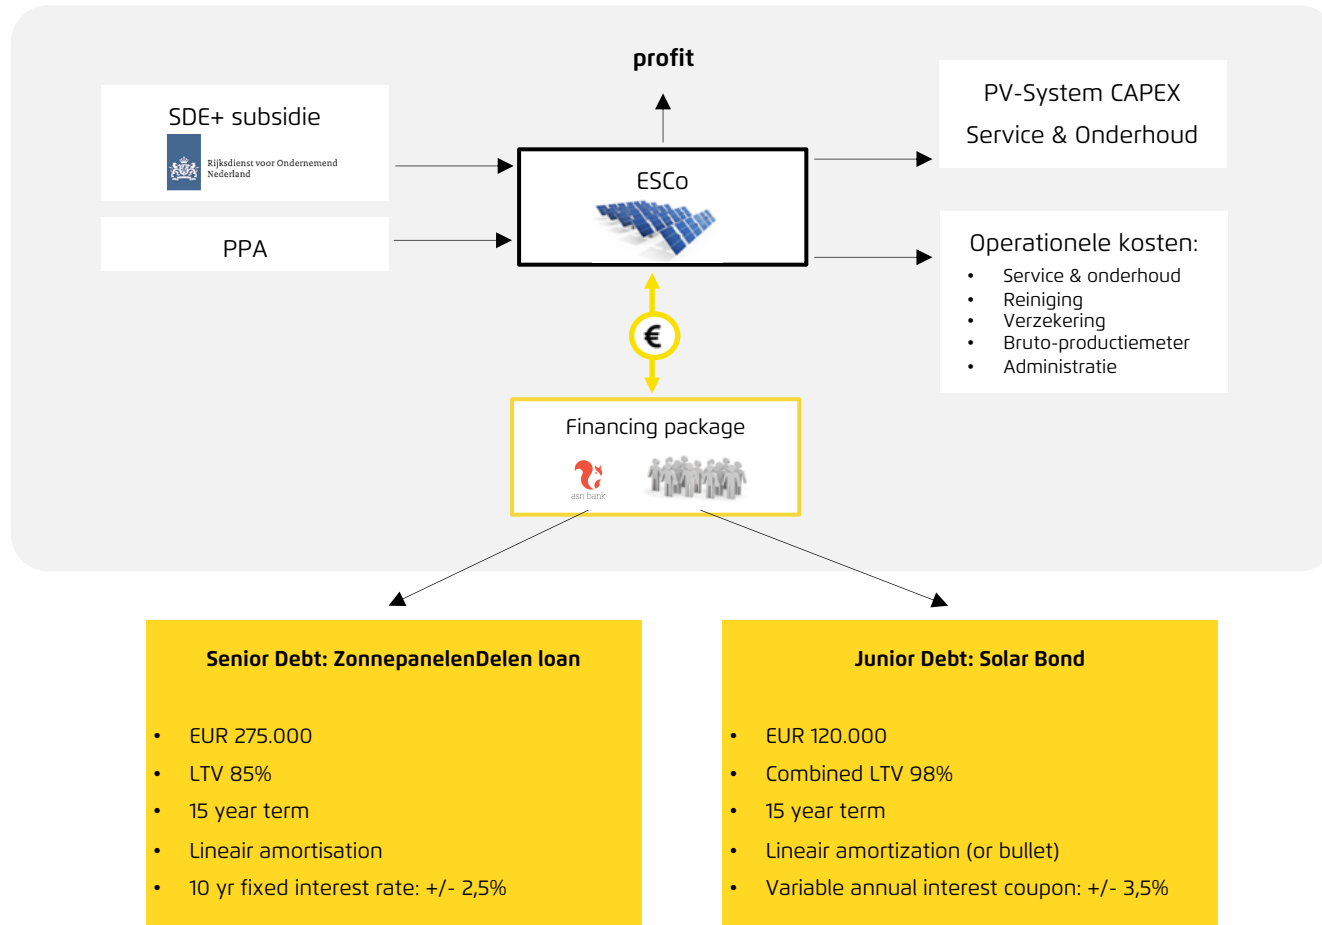 profit
SDE+ subsidie
Rijksdienst voor Ondernemend
Nederland
PPA
ESCo
PV-System CAPEX
Service & Onderhoud
Operationele kosten:
• Service & onderhoud
• Reiniging
• Verzekering
• Bruto-productiemeter
• Administratie
€
Financing package
asn bank
Senior Debt: ZonnepanelenDelen loan
• EUR 275.000
• LTV 85%
• 15 year term
• Lineair amortisation
• 10 yr fixed interest rate: +/- 2,5%
Junior Debt: Solar Bond
• EUR 120.000
• Combined LTV 98%
• 15 year term
• Lineair amortization (or bullet)
• Variable annual interest coupon: +/- 3,5%